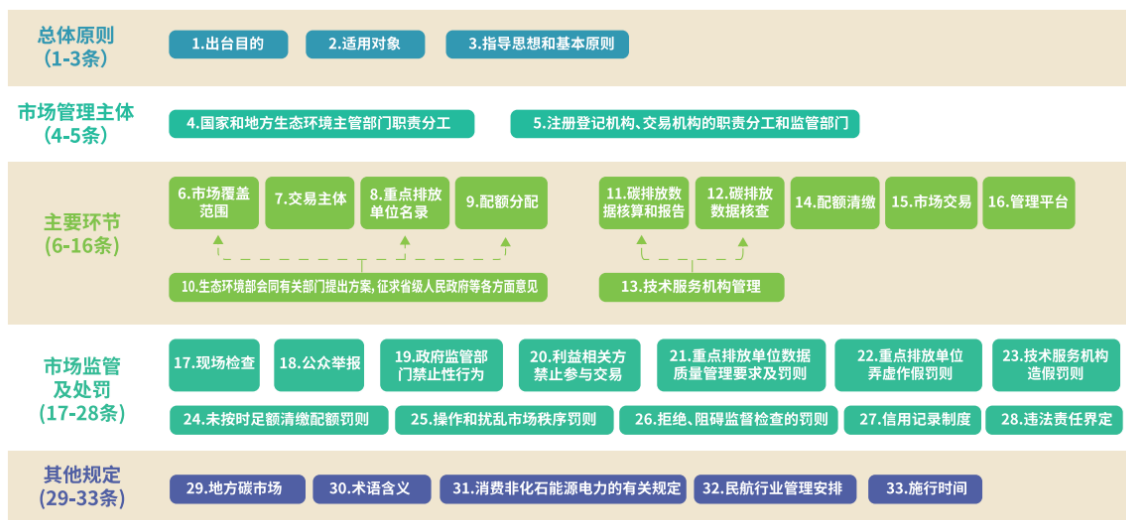 总体原则
(1-3条)
1.出台目的
2.适用对象
3.指导思想和基本原则
市场管理主体
(4-5条)
4.国家和地方生态环境主管部门职责分工
5.注册登记机构、交易机构的职责分工和监管部门
主要环节
(6-16条)
6.市场覆盖
范围
7.交易主体
8.重点排放
单位名录
9.配额分配
11.碳排放数
据核算和报告
12.碳排放
数据核查
14.配额清缴
15.市场交易
16.管理平台
10.生态环境部会同有关部门提出方案,征求省级人民政府等各方面意见
13.技术服务机构管理
市场监管
及处罚
(17-28条)
17.现场检查
18.公众举报
19.政府监管部
门禁止性行为
20.利益相关方
禁止参与交易
21.重点排放单位数据
质量管理要求及罚则
22.重点排放单位
弄虚作假罚则
23.技术服务机构
造假罚则
24.未按时足额清缴配额罚则
25.操作和扰乱市场秩序罚则
26.拒绝、阻碍监督检查的罚则
27.信用记录制度
28.违法责任界定
其他规定
(29-33条)
29.地方碳市场
30.术语含义
31.消费非化石能源电力的有关规定
32.民航行业管理安排
33.施行时间